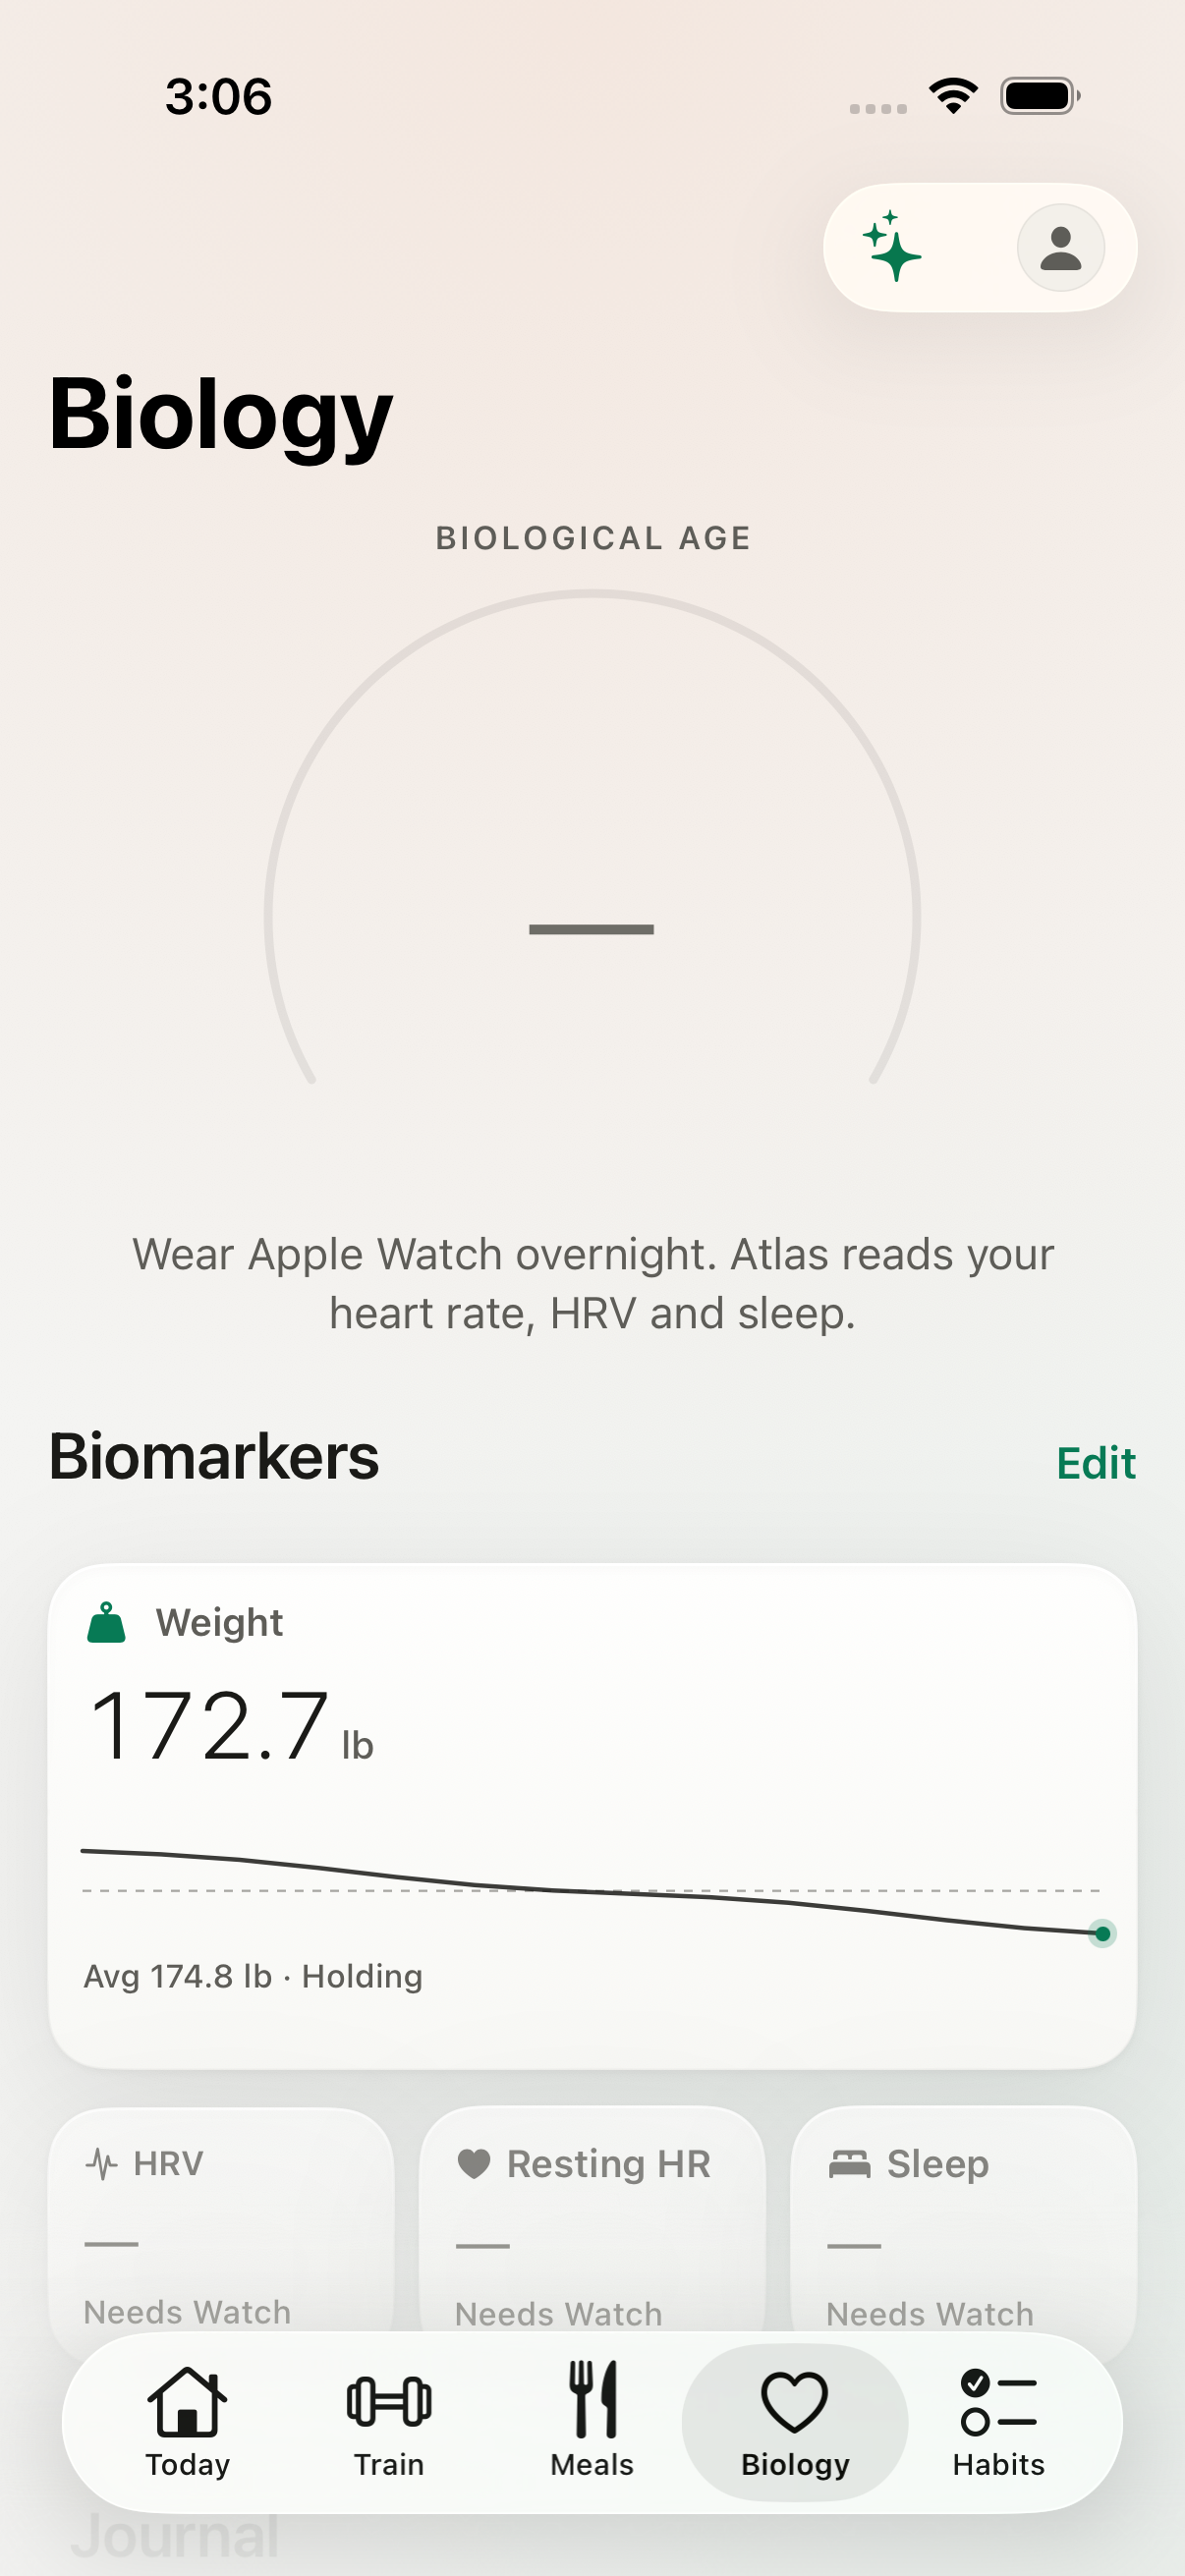 3:06
Biology
BIOLOGICAL AGE
—
Wear Apple Watch overnight. Atlas reads your
heart rate, HRV and sleep.
Biomarkers
Edit
Weight
172.7 lb
Avg 174.8 lb · Holding
HRV
Resting HR
Sleep
—
—
—
Needs Watch
Needs Watch
Needs Watch
Today
Train
Meals
Biology
Habits
Journal